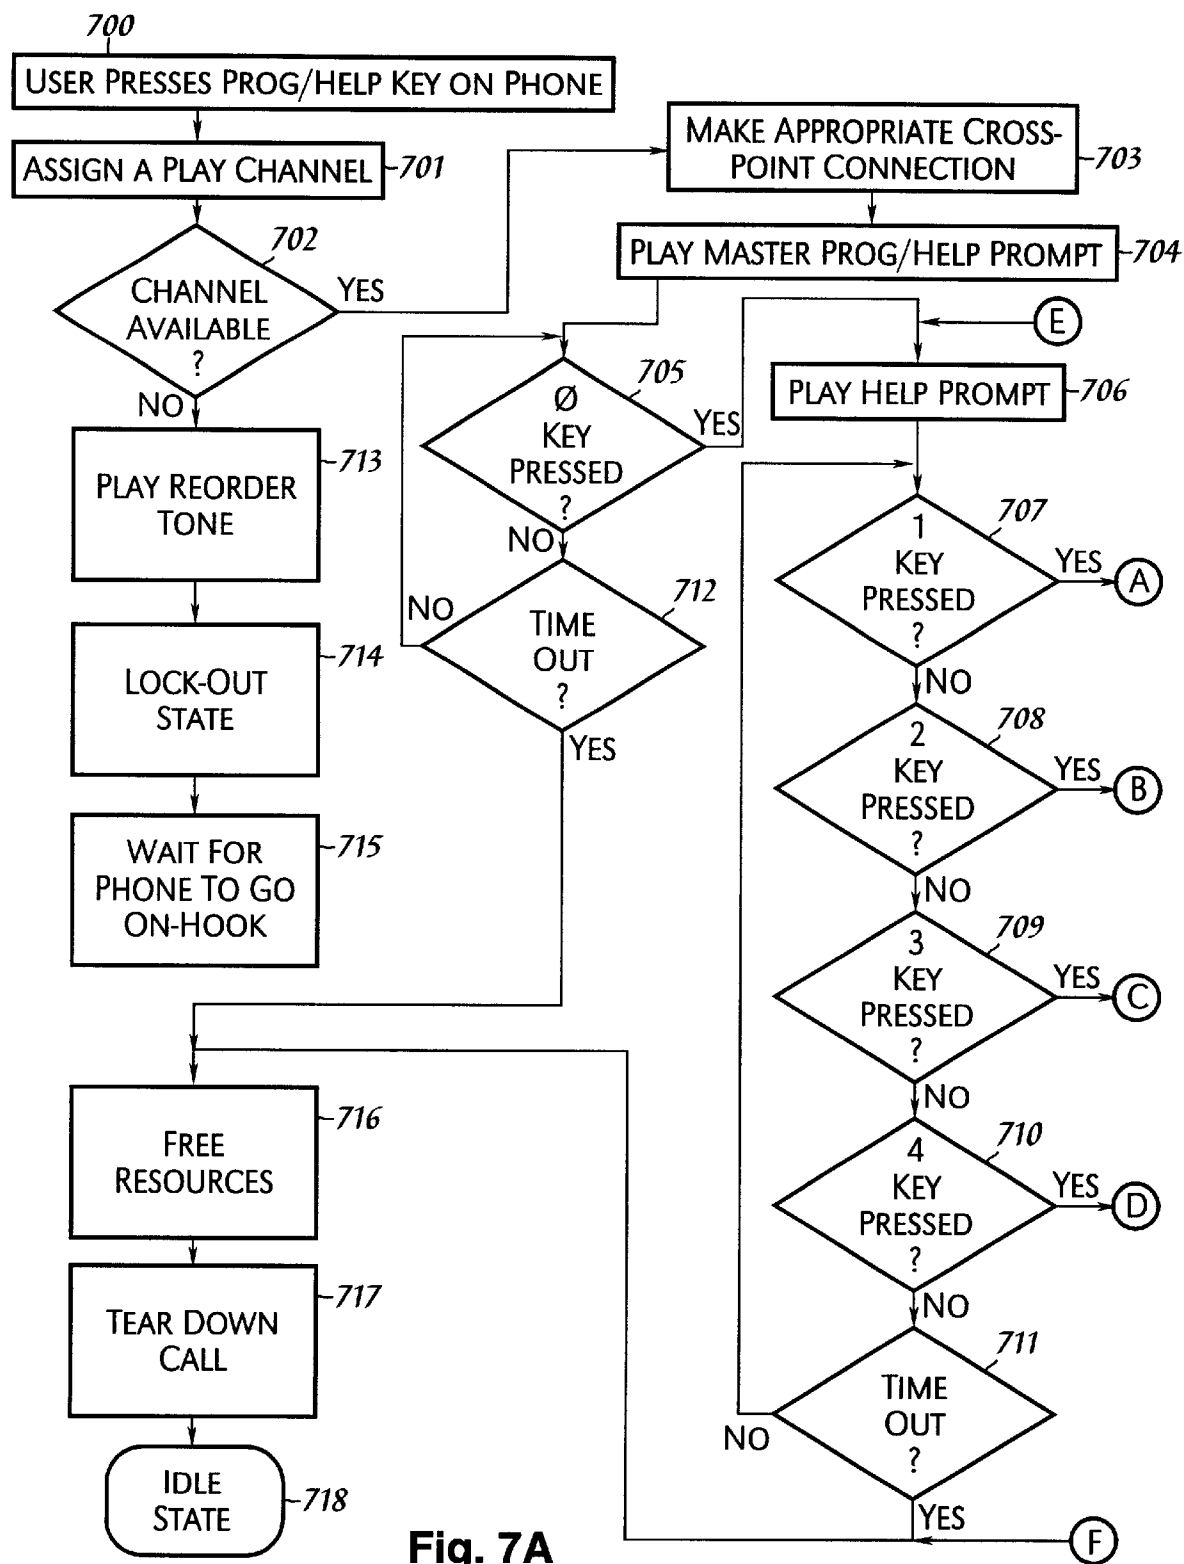 700
USER PRESSES PROG/HELP KEY ON PHONE
ASSIGN A PLAY CHANNEL
701
702
CHANNEL
AVAILABLE
?
YES
NO
MAKE APPROPRIATE CROSS-
POINT CONNECTION
703
PLAY MASTER PROG/HELP PROMPT
704
E
705
Ø
KEY
PRESSED
?
YES
NO
PLAY HELP PROMPT
706
713
PLAY REORDER
TONE
712
NO
TIME
OUT
?
YES
707
1
KEY
PRESSED
?
YES
A
NO
714
LOCK-OUT
STATE
708
2
KEY
PRESSED
?
YES
B
NO
715
WAIT FOR
PHONE TO GO
ON-HOOK
709
3
KEY
PRESSED
?
YES
C
NO
716
FREE
RESOURCES
710
4
KEY
PRESSED
?
YES
D
NO
717
TEAR DOWN
CALL
711
TIME
OUT
?
NO
YES
F
IDLE
STATE
718
Fig. 7A